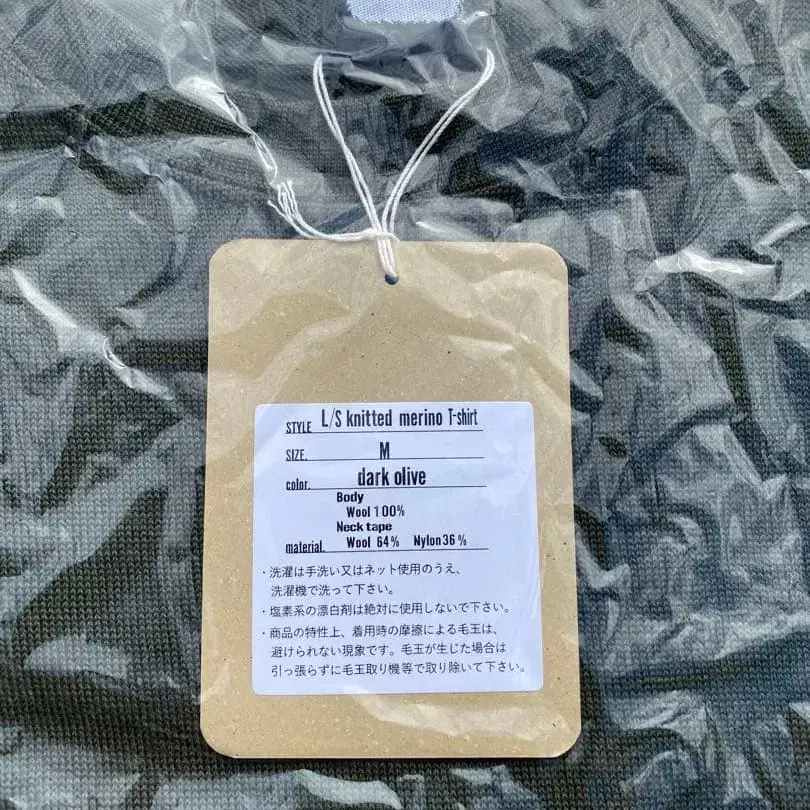 STYLE L/S knitted merino T-shirt
SIZE. M
color. dark olive
Body
Wool 100%
Neck tape
material. Wool 64% Nylon 36%
・洗濯は手洗い又はネット使用のうえ、
洗濯機で洗って下さい。
・塩素系の漂白剤は絶対に使用しないで下さい。
・商品の特性上、着用時の摩擦による毛玉は、
避けられない現象です。毛玉が生じた場合は
引っ張らずに毛玉取り機等で取り除いて下さい。